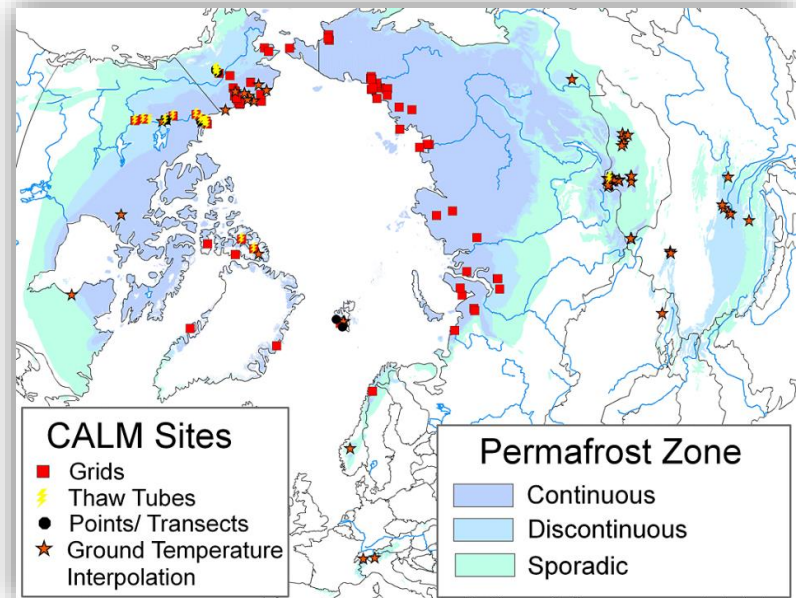 CALM Sites
Grids
Thaw Tubes
Points/ Transects
Ground Temperature
Interpolation
Permafrost Zone
Continuous
Discontinuous
Sporadic